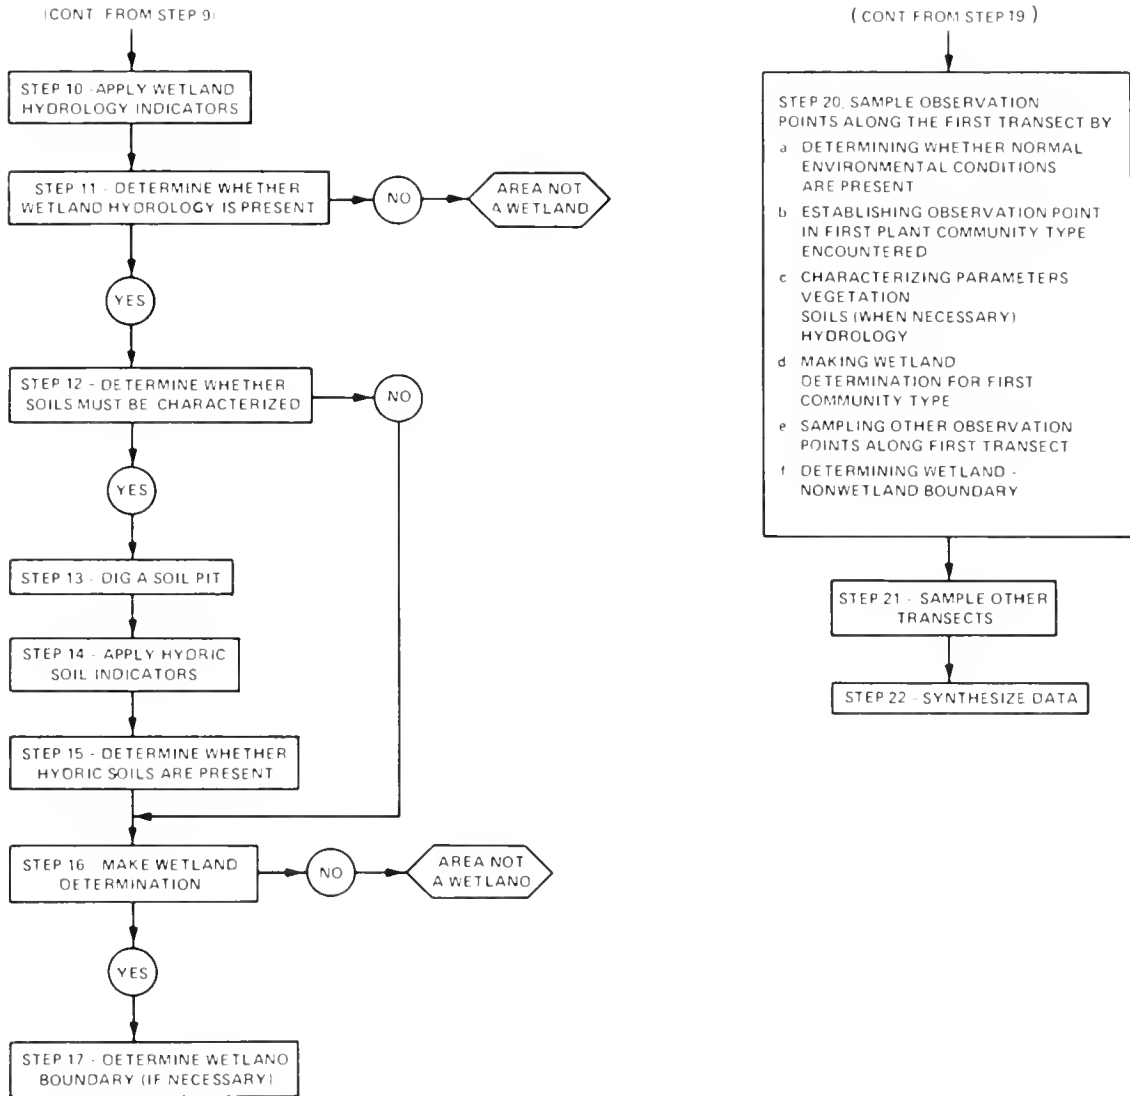 (CONT FROM STEP 9)
STEP 10 - APPLY WETLAND
HYDROLOGY INDICATORS
STEP 11 - DETERMINE WHETHER
WETLAND HYDROLOGY IS PRESENT
NO
AREA NOT
A WETLAND
YES
STEP 12 - DETERMINE WHETHER
SOILS MUST BE CHARACTERIZED
NO
YES
STEP 13 - DIG A SOIL PIT
STEP 14 - APPLY HYDRIC
SOIL INDICATORS
STEP 15 - DETERMINE WHETHER
HYDRIC SOILS ARE PRESENT
STEP 16 - MAKE WETLAND
DETERMINATION
NO
AREA NOT
A WETLAND
YES
STEP 17 - DETERMINE WETLAND
BOUNDARY (IF NECESSARY)
(CONT FROM STEP 19)
STEP 20, SAMPLE OBSERVATION
POINTS ALONG THE FIRST TRANSECT BY
a DETERMINING WHETHER NORMAL
ENVIRONMENTAL CONDITIONS
ARE PRESENT
b ESTABLISHING OBSERVATION POINT
IN FIRST PLANT COMMUNITY TYPE
ENCOUNTERED
c CHARACTERIZING PARAMETERS
VEGETATION
SOILS (WHEN NECESSARY)
HYDROLOGY
d MAKING WETLAND
DETERMINATION FOR FIRST
COMMUNITY TYPE
e SAMPLING OTHER OBSERVATION
POINTS ALONG FIRST TRANSECT
f DETERMINING WETLAND -
NONWETLAND BOUNDARY
STEP 21 - SAMPLE OTHER
TRANSECTS
STEP 22 - SYNTHESIZE DATA